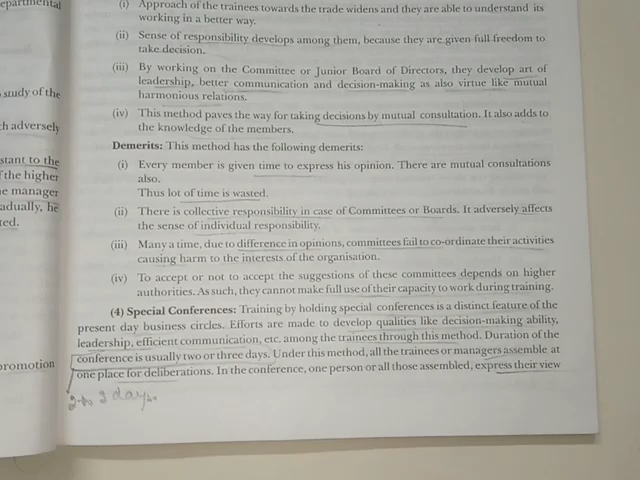 epartmental
study of the
ch adversely
stant to the
f the higher
e manager
adually, he
ted.
promotion
(i) Approach of the trainees towards the trade widens and they are able to understand its
working in a better way.
(ii) Sense of responsibility develops among them, because they are given full freedom to
take decision.
(iii) By working on the Committee or Junior Board of Directors, they develop art of
leadership, better communication and decision-making as also virtue like mutual
harmonious relations.
(iv) This method paves the way for taking decisions by mutual consultation. It also adds to
the knowledge of the members.
Demerits: This method has the following demerits:
(i) Every member is given time to express his opinion. There are mutual consultations
also.
Thus lot of time is wasted.
(ii) There is collective responsibility in case of Committees or Boards. It adversely affects
the sense of individual responsibility.
(iii) Many a time, due to difference in opinions, committees fail to co-ordinate their activities
causing harm to the interests of the organisation.
(iv) To accept or not to accept the suggestions of these committees depends on higher
authorities. As such, they cannot make full use of their capacity to work during training.
(4) Special Conferences: Training by holding special conferences is a distinct feature of the
present day business circles. Efforts are made to develop qualities like decision-making ability,
leadership, efficient communication, etc. among the trainees through this method. Duration of the
conference is usually two or three days. Under this method, all the trainees or managers assemble at
one place for deliberations. In the conference, one person or all those assembled, express their view
2 to 3 days.